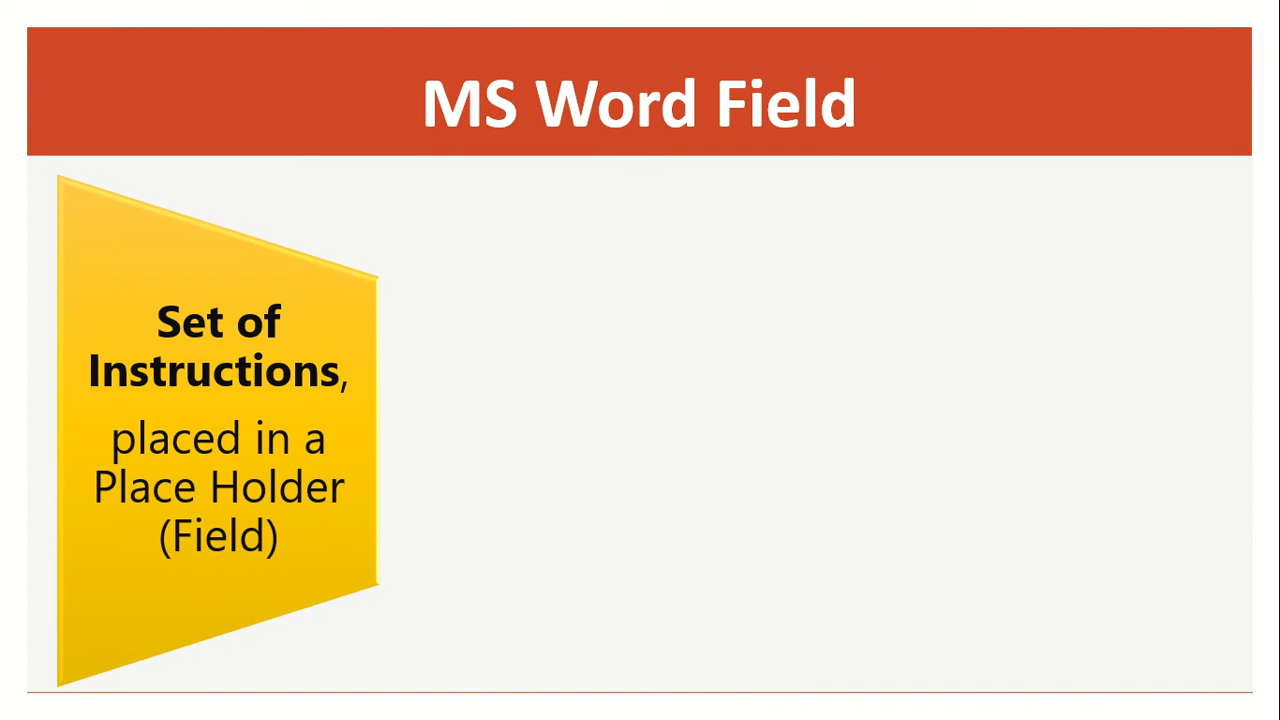 MS Word Field
Set of
Instructions,
placed in a
Place Holder
(Field)